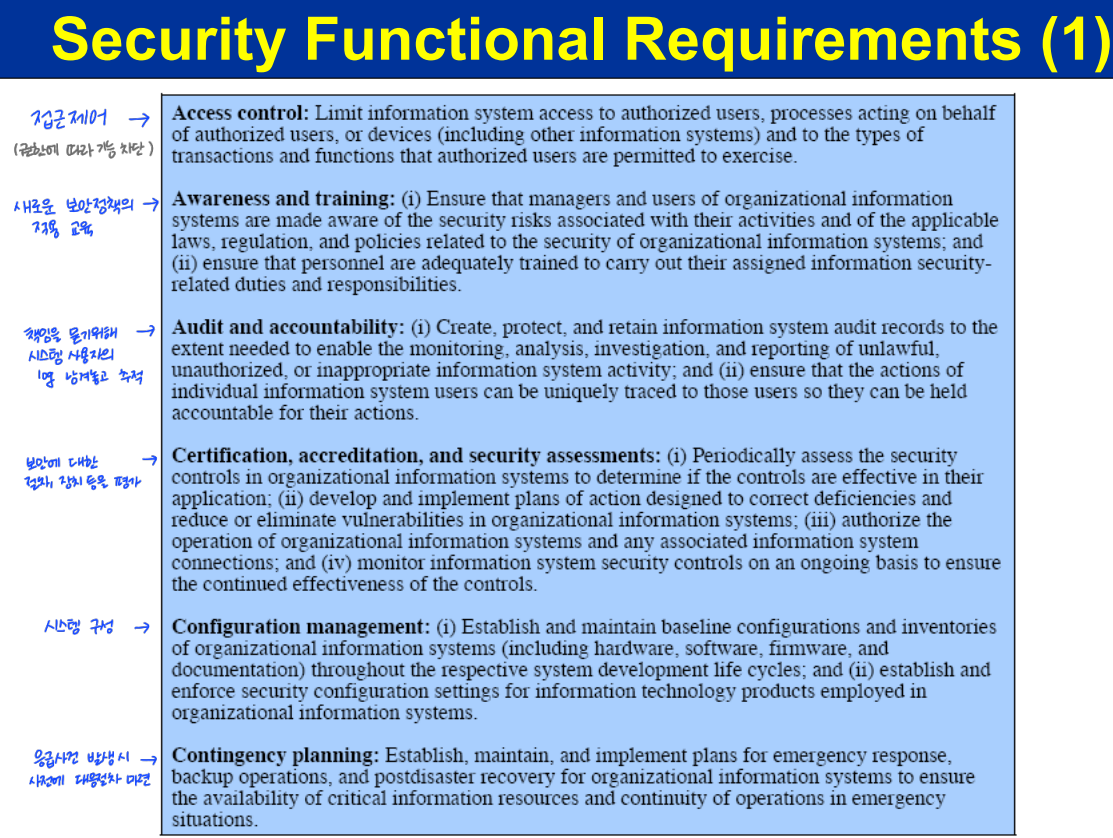 Security Functional Requirements (1)
접근제어 →
(권한에 따라 기능 차단)
Access control: Limit information system access to authorized users, processes acting on behalf
of authorized users, or devices (including other information systems) and to the types of
transactions and functions that authorized users are permitted to exercise.
새로운 보안정책의 →
적용 교육
Awareness and training: (i) Ensure that managers and users of organizational information
systems are made aware of the security risks associated with their activities and of the applicable
laws, regulation, and policies related to the security of organizational information systems; and
(ii) ensure that personnel are adequately trained to carry out their assigned information security-
related duties and responsibilities.
책임을 묻기위해 →
시스템 사용자의
남겨놓고 추적
Audit and accountability: (i) Create, protect, and retain information system audit records to the
extent needed to enable the monitoring, analysis, investigation, and reporting of unlawful,
unauthorized, or inappropriate information system activity; and (ii) ensure that the actions of
individual information system users can be uniquely traced to those users so they can be held
accountable for their actions.
보안에 대한 →
절차, 장치 등을 평가
Certification, accreditation, and security assessments: (i) Periodically assess the security
controls in organizational information systems to determine if the controls are effective in their
application; (ii) develop and implement plans of action designed to correct deficiencies and
reduce or eliminate vulnerabilities in organizational information systems; (iii) authorize the
operation of organizational information systems and any associated information system
connections; and (iv) monitor information system security controls on an ongoing basis to ensure
the continued effectiveness of the controls.
시스템 구성 →
Configuration management: (i) Establish and maintain baseline configurations and inventories
of organizational information systems (including hardware, software, firmware, and
documentation) throughout the respective system development life cycles; and (ii) establish and
enforce security configuration settings for information technology products employed in
organizational information systems.
응급사건 발생시 →
사전에 대응절차 마련
Contingency planning: Establish, maintain, and implement plans for emergency response,
backup operations, and postdisaster recovery for organizational information systems to ensure
the availability of critical information resources and continuity of operations in emergency
situations.